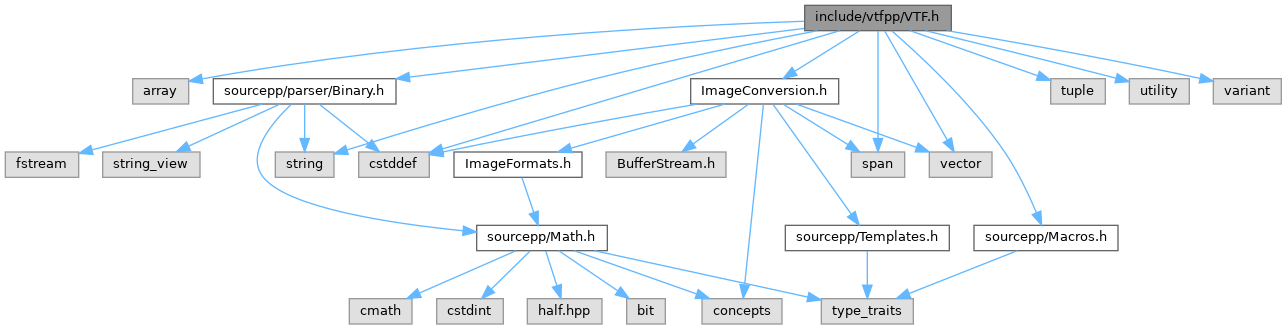 include/vtfpp/VTF.h
array
sourcepp/parser/Binary.h
ImageConversion.h
tuple
utility
variant
fstream
string_view
string
cstddef
ImageFormats.h
BufferStream.h
span
vector
sourcepp/Math.h
sourcepp/Templates.h
sourcepp/Macros.h
cmath
cstdint
half.hpp
bit
concepts
type_traits